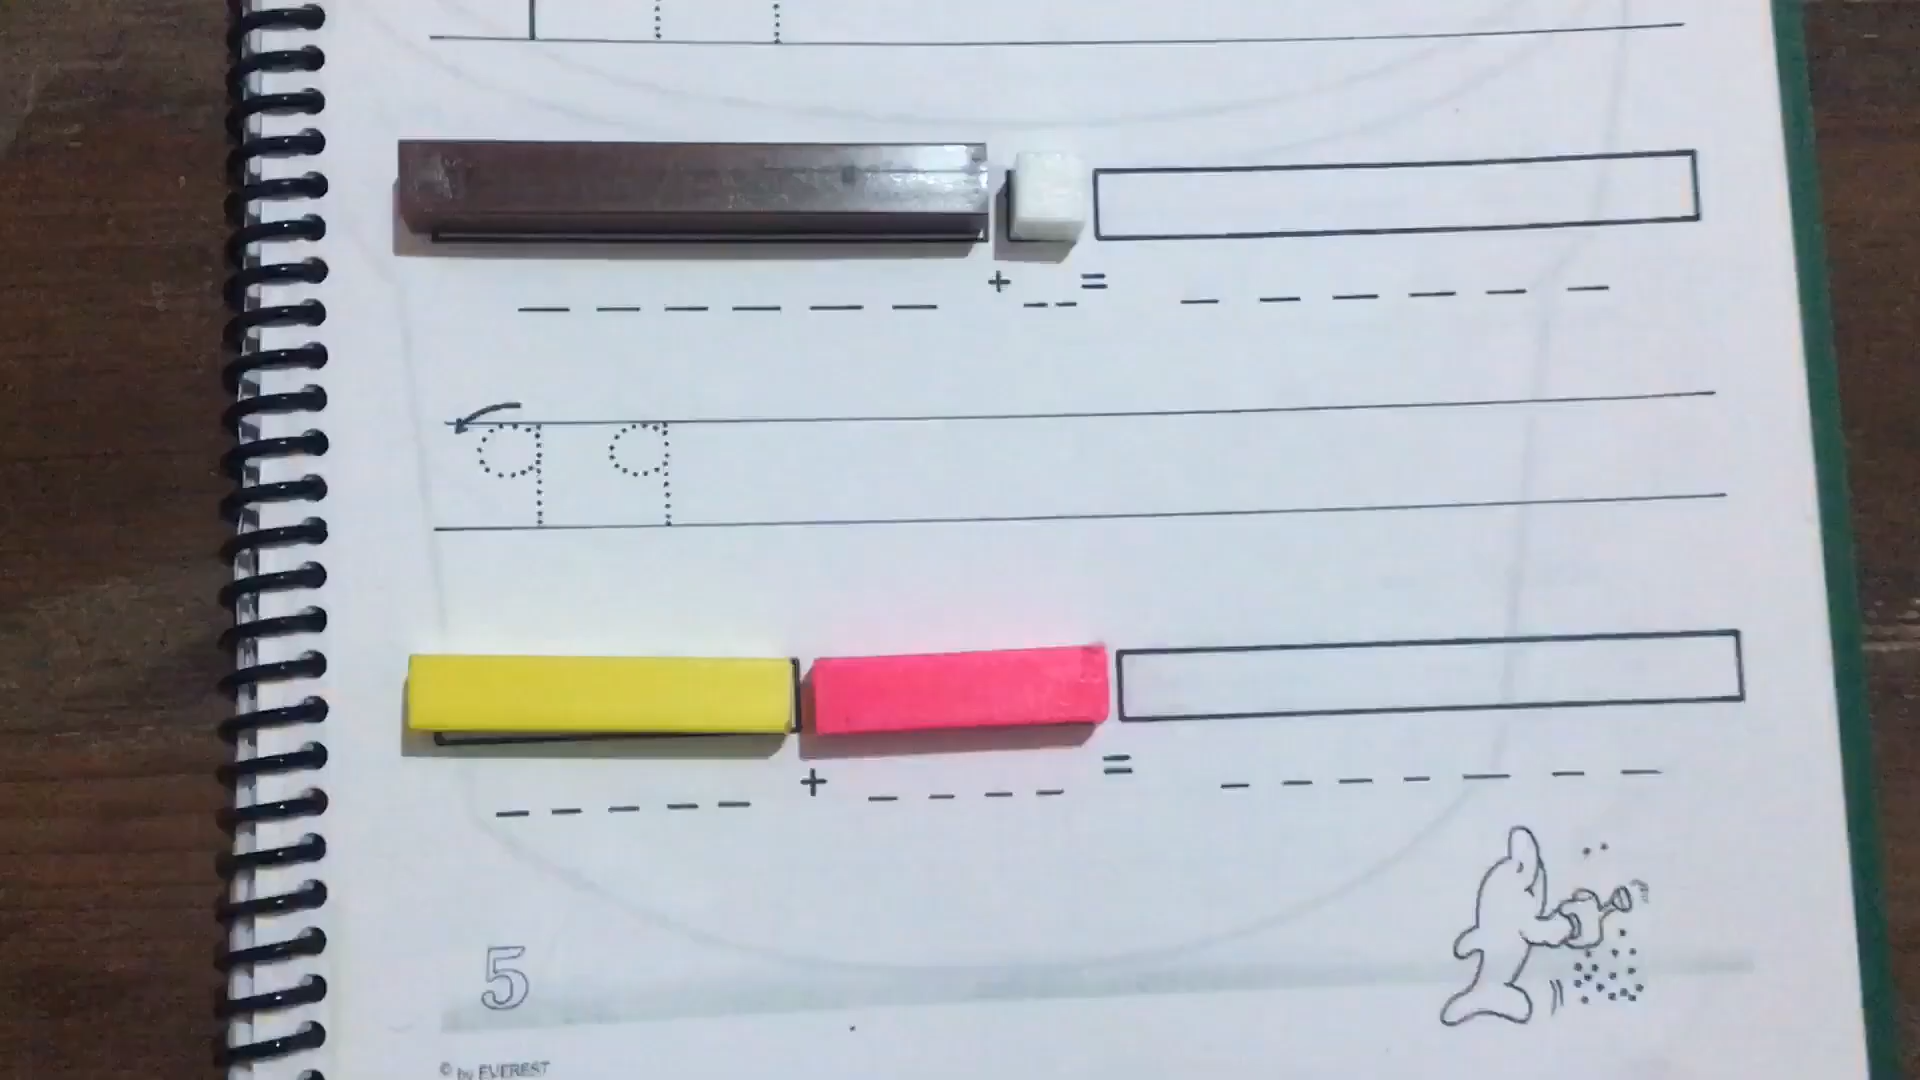 + =
9 9
+ =
5
© by EVEREST